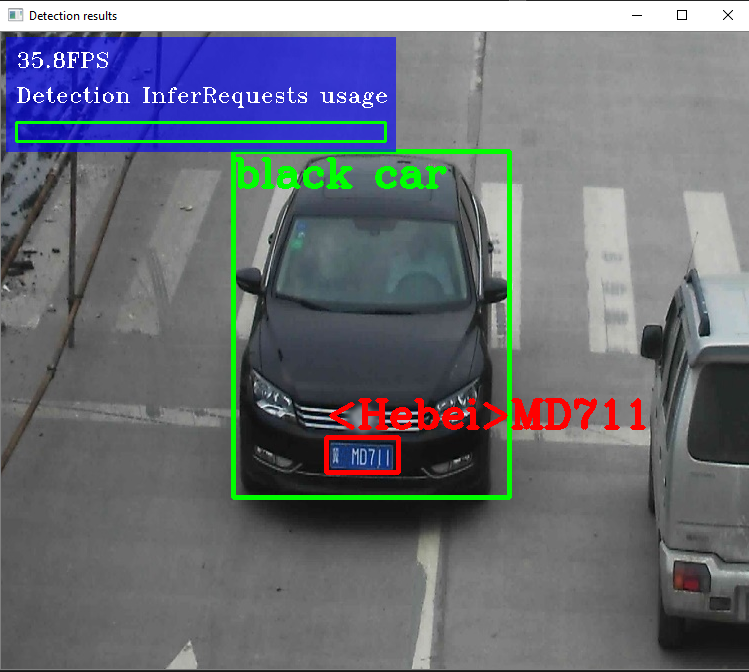 Detection results
35.8FPS
Detection InferRequests usage
black car
<Hebei>MD711
冀 MD711